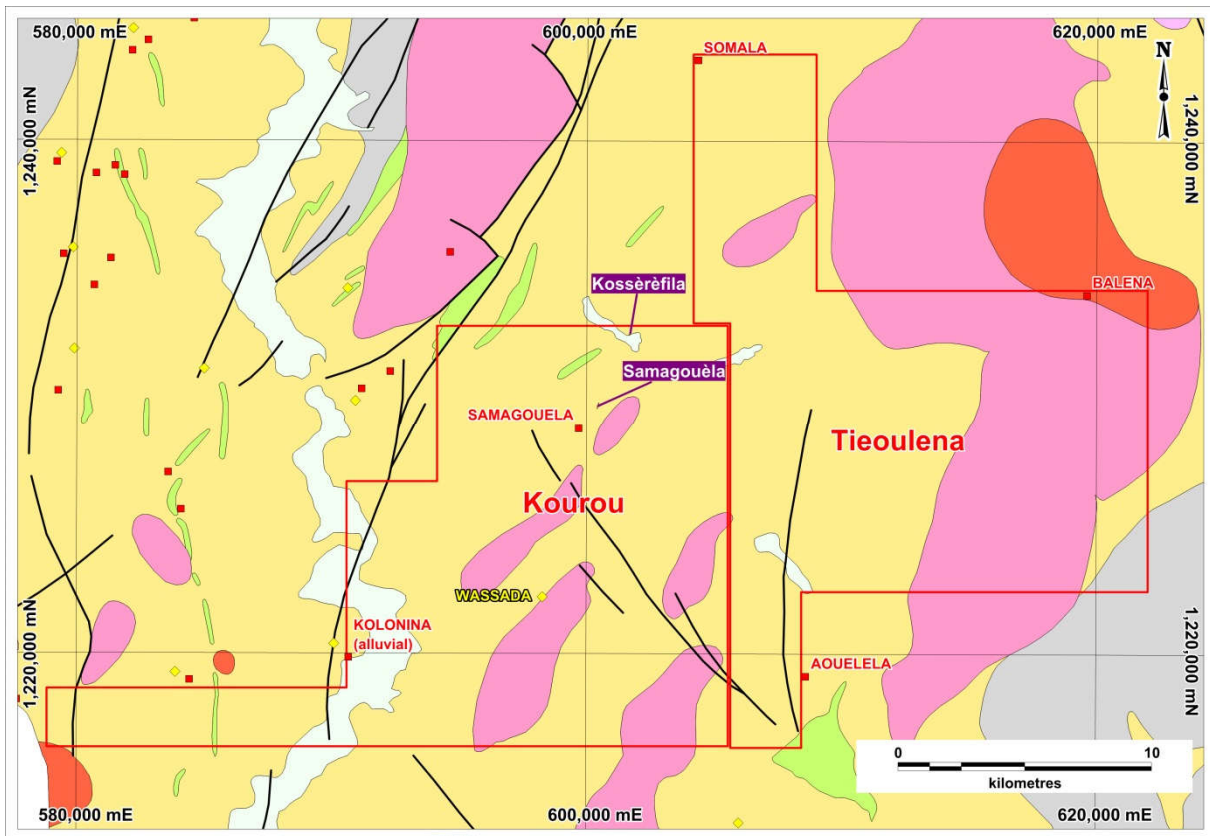 580,000 mE
600,000 mE
620,000 mE
SOMALA
N
1,240,000 mN
1,240,000 mN
Kossèrèfila
BALENA
Samagouèla
SAMAGOUELA
Tieoulena
Kourou
WASSADA
KOLONINA
(alluvial)
1,220,000 mN
1,220,000 mN
AOUELELA
0
10
kilometres
580,000 mE
600,000 mE
620,000 mE